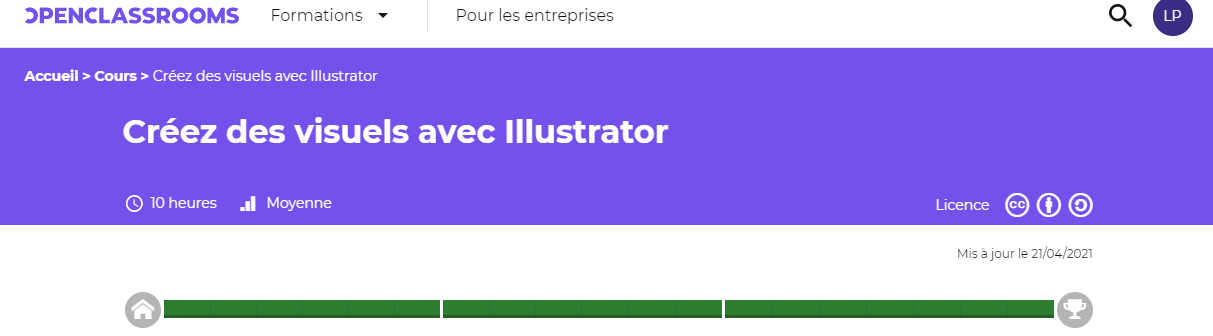 OPENCLASSROOMS Formations Pour les entreprises LP
Accueil > Cours > Créez des visuels avec Illustrator
Créez des visuels avec Illustrator
10 heures Moyenne Licence cc
Mis à jour le 21/04/2021